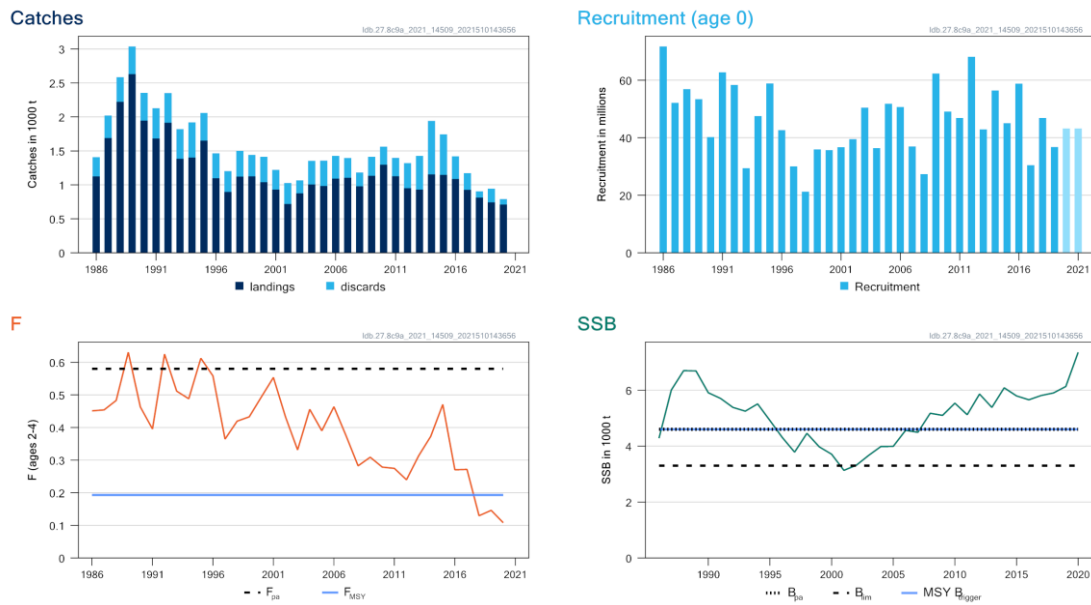 Catches
ldb.27.8c9a_2021_14509_2021510143656
Catches in 1000 t
3
2.5
2
1.5
1
0.5
0
1986 1991 1996 2001 2006 2011 2016 2021
landings discards
Recruitment (age 0)
ldb.27.8c9a_2021_14509_2021510143656
Recruitment in millions
60
40
20
0
1986 1991 1996 2001 2006 2011 2016 2021
Recruitment
F
ldb.27.8c9a_2021_14509_2021510143656
F (ages 2-4)
0.6
0.5
0.4
0.3
0.2
0.1
0
1986 1991 1996 2001 2006 2011 2016 2021
Fpa FMSY
SSB
ldb.27.8c9a_2021_14509_2021510143656
SSB in 1000 t
6
4
2
0
1990 1995 2000 2005 2010 2015 2020
Bpa Blim MSY Btrigger